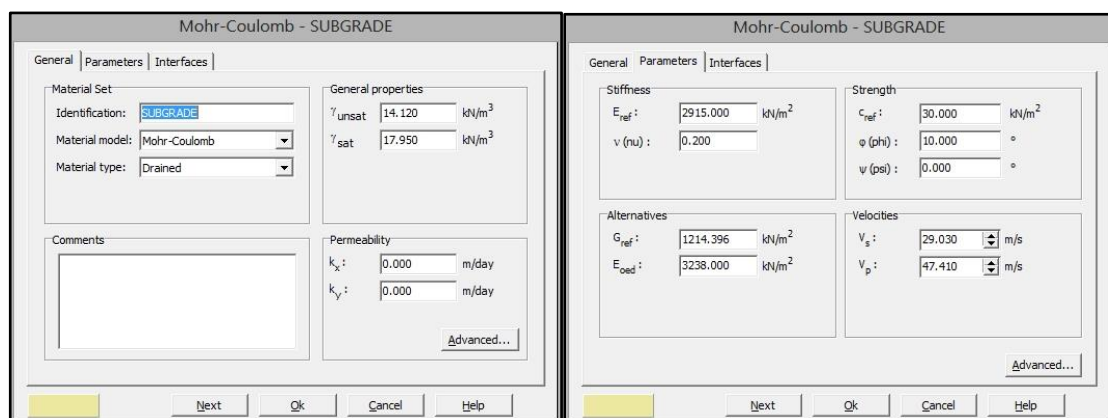 Mohr-Coulomb - SUBGRADE
General Parameters Interfaces
Material Set
Identification: SUBGRADE
Material model: Mohr-Coulomb
Material type: Drained
General properties
γunsat 14.120 kN/m³
γsat 17.950 kN/m³
Comments
Permeability
kx: 0.000 m/day
ky: 0.000 m/day
Advanced...
Next Ok Cancel Help
Mohr-Coulomb - SUBGRADE
General Parameters Interfaces
Stiffness
Eref: 2915.000 kN/m²
ν (nu): 0.200
Strength
cref: 30.000 kN/m²
φ (phi): 10.000 °
ψ (psi): 0.000 °
Alternatives
Gref: 1214.396 kN/m²
Eoed: 3238.000 kN/m²
Velocities
Vs: 29.030 m/s
Vp: 47.410 m/s
Advanced...
Next Ok Cancel Help